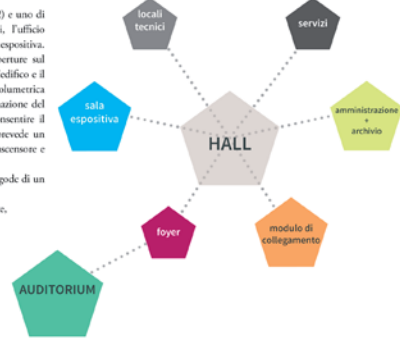 ) e uno di
i, l'ufficio
espositiva.
perture sul
edifico e il
olumetrica
azione del
nsentire il
revede un
ascensore e
gode di un
e,
locali
tecnici
servizi
sala
espositiva
amministrazione
+
archivio
HALL
foyer
modulo di
collegamento
AUDITORIUM